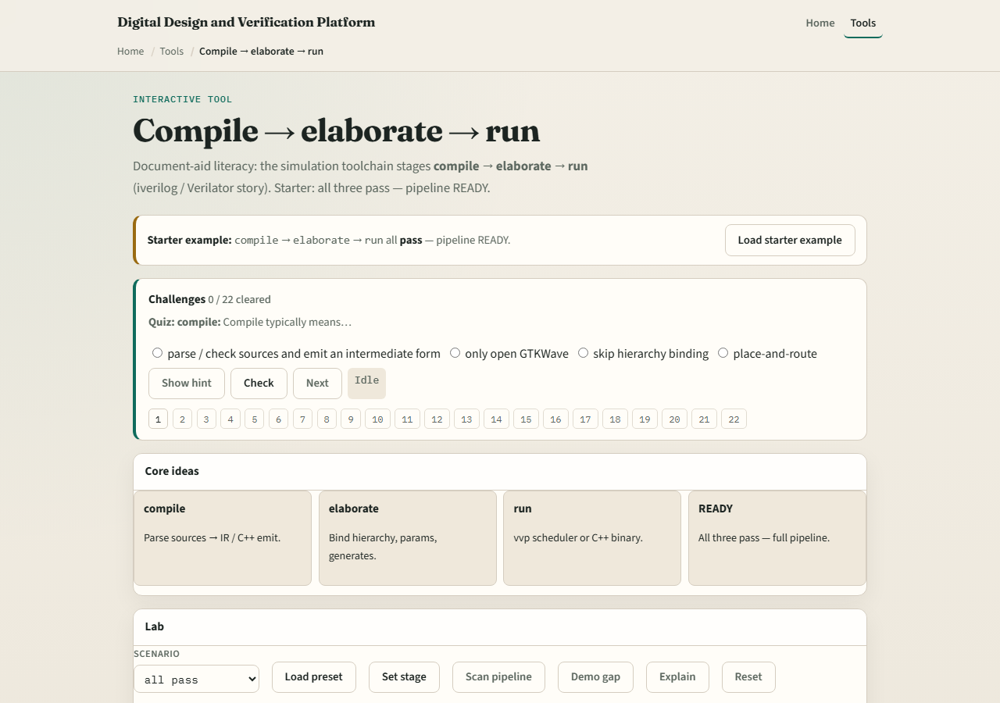 Digital Design and Verification Platform
Home Tools
Home / Tools / Compile → elaborate → run
INTERACTIVE TOOL
Compile → elaborate → run
Document-aid literacy: the simulation toolchain stages compile → elaborate → run
(iverilog / Verilator story). Starter: all three pass — pipeline READY.
Starter example: compile → elaborate → run all pass — pipeline READY.
Load starter example
Challenges 0 / 22 cleared
Quiz: compile: Compile typically means…
parse / check sources and emit an intermediate form only open GTKWave skip hierarchy binding place-and-route
Show hint Check Next Idle
1 2 3 4 5 6 7 8 9 10 11 12 13 14 15 16 17 18 19 20 21 22
Core ideas
compile
Parse sources → IR / C++ emit.
elaborate
Bind hierarchy, params,
generates.
run
vvp scheduler or C++ binary.
READY
All three pass — full pipeline.
Lab
SCENARIO
all pass Load preset Set stage Scan pipeline Demo gap Explain Reset